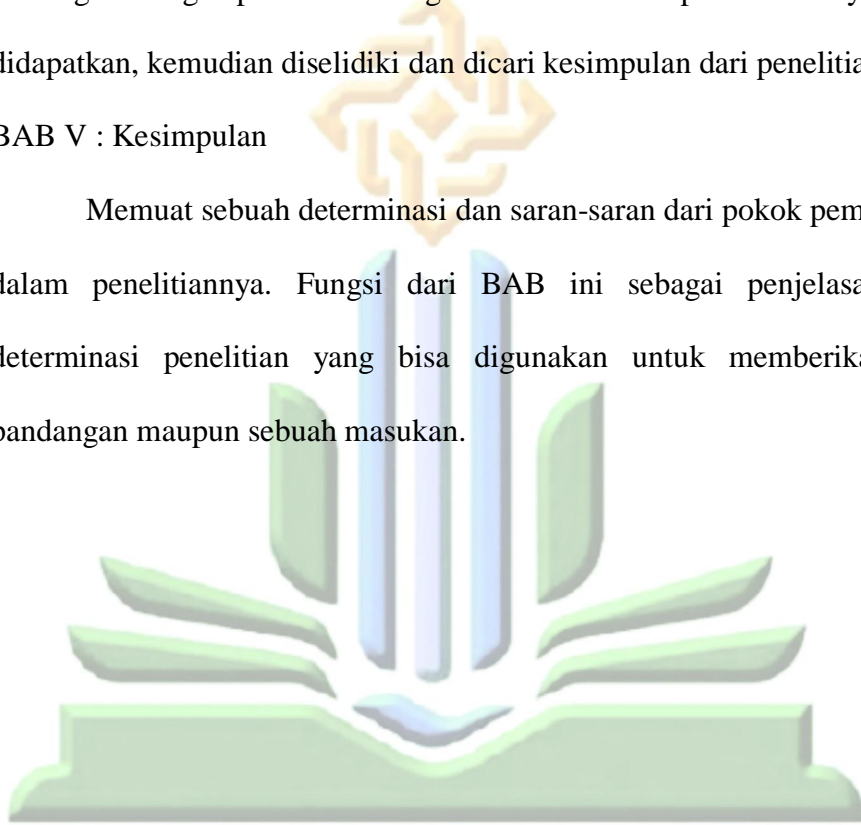 didapatkan, kemudian diselidiki dan dicari kesimpulan dari penelitia
BAB V : Kesimpulan
Memuat sebuah determinasi dan saran-saran dari pokok pem
dalam penelitiannya. Fungsi dari BAB ini sebagai penjelasa
determinasi penelitian yang bisa digunakan untuk memberika
pandangan maupun sebuah masukan.